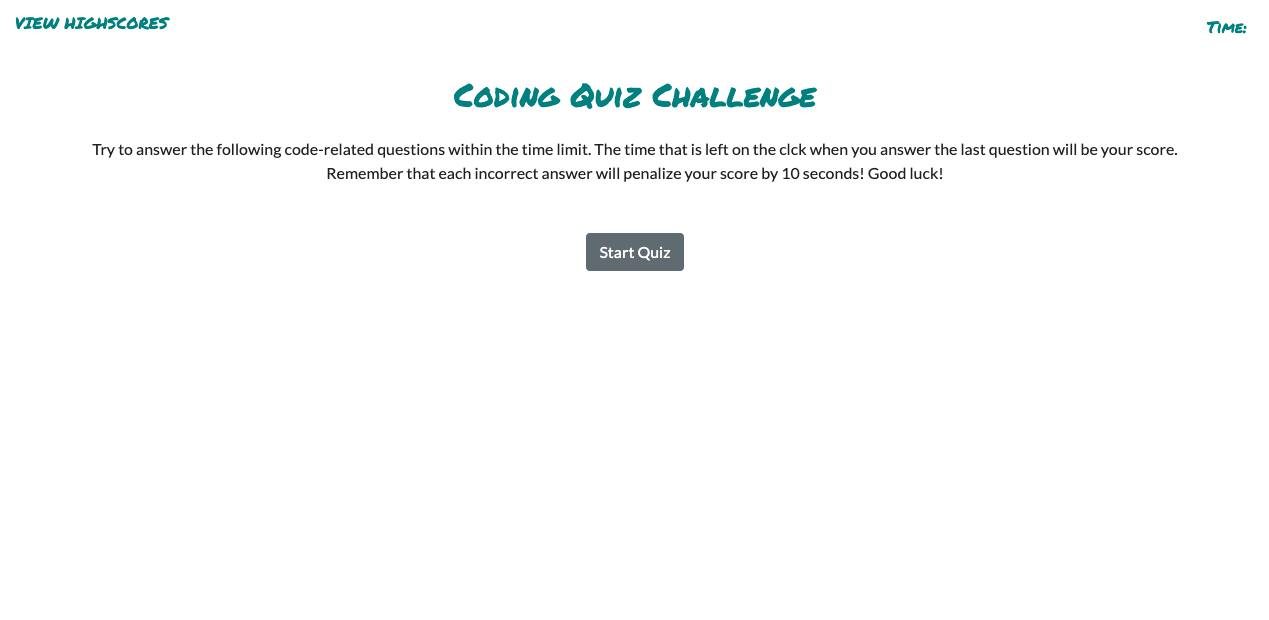 VIEW HIGHSCORES
Time:
Coding Quiz Challenge
Try to answer the following code-related questions within the time limit. The time that is left on the clck when you answer the last question will be your score.
Remember that each incorrect answer will penalize your score by 10 seconds! Good luck!
Start Quiz